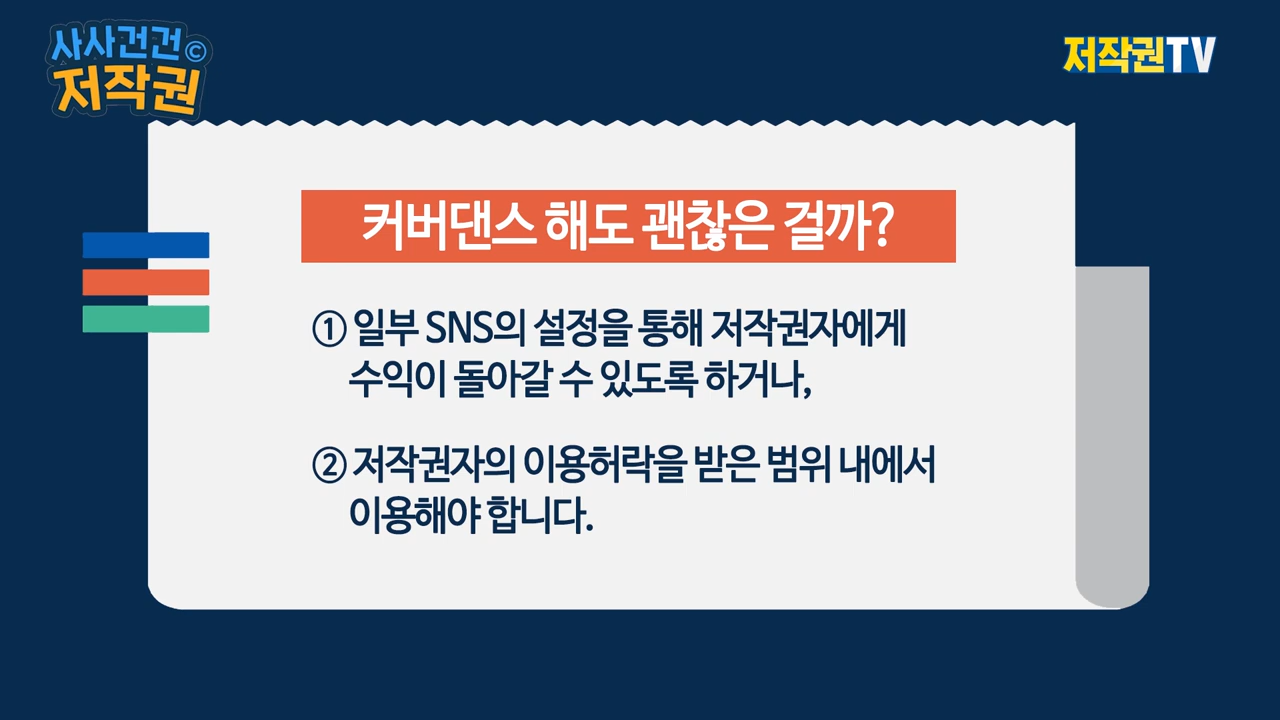 사사건건 ©
저작권
저작권TV
커버댄스 해도 괜찮은 걸까?
① 일부 SNS의 설정을 통해 저작권자에게
수익이 돌아갈 수 있도록 하거나,
② 저작권자의 이용허락을 받은 범위 내에서
이용해야 합니다.